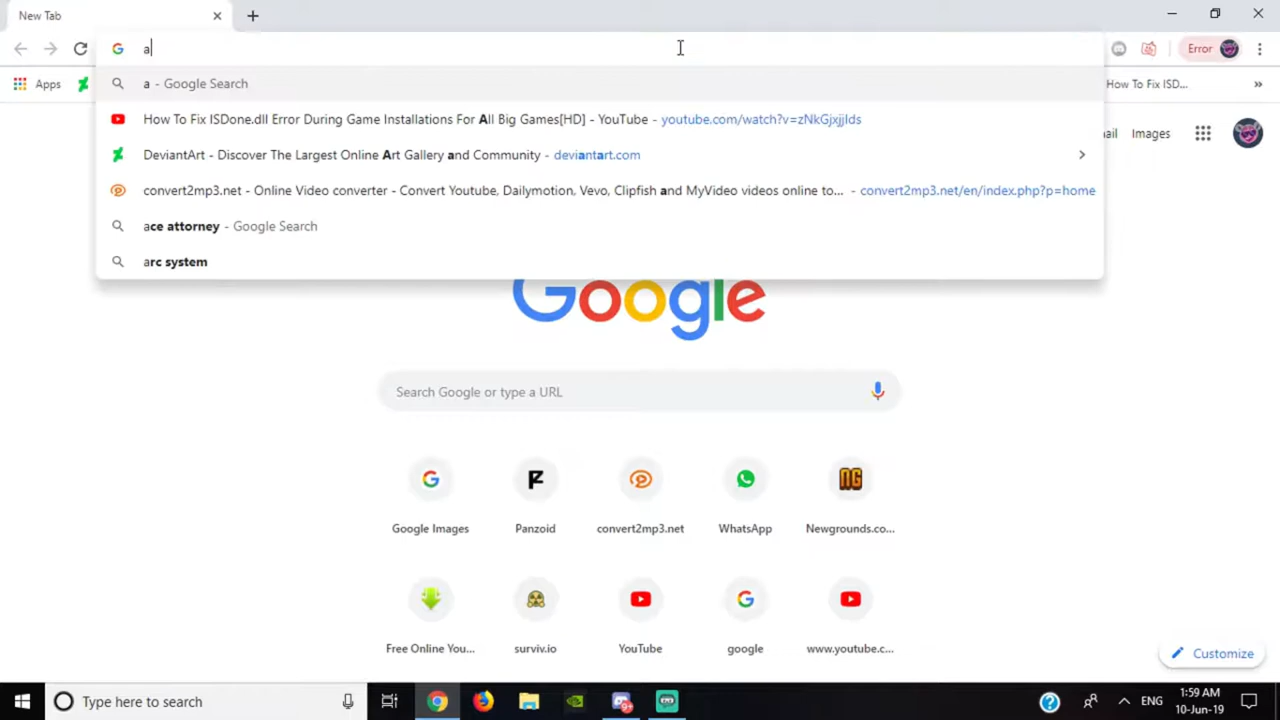 New Tab
a
Error
a - Google Search
Apps
How To Fix ISD...
»
How To Fix ISDone.dll Error During Game Installations For All Big Games[HD] - YouTube - youtube.com/watch?v=zNkGjxjjIds
DeviantArt - Discover The Largest Online Art Gallery and Community - deviantart.com
ail
Images
convert2mp3.net - Online Video converter - Convert Youtube, Dailymotion, Vevo, Clipfish and MyVideo videos online to... - convert2mp3.net/en/index.php?p=home
ace attorney - Google Search
arc system
Google
Search Google or type a URL
Google Images
Panzoid
convert2mp3.net
WhatsApp
Newgrounds.co...
Free Online You...
surviv.io
YouTube
google
www.youtube.c...
Customize
Type here to search
ENG
1:59 AM
10-Jun-19